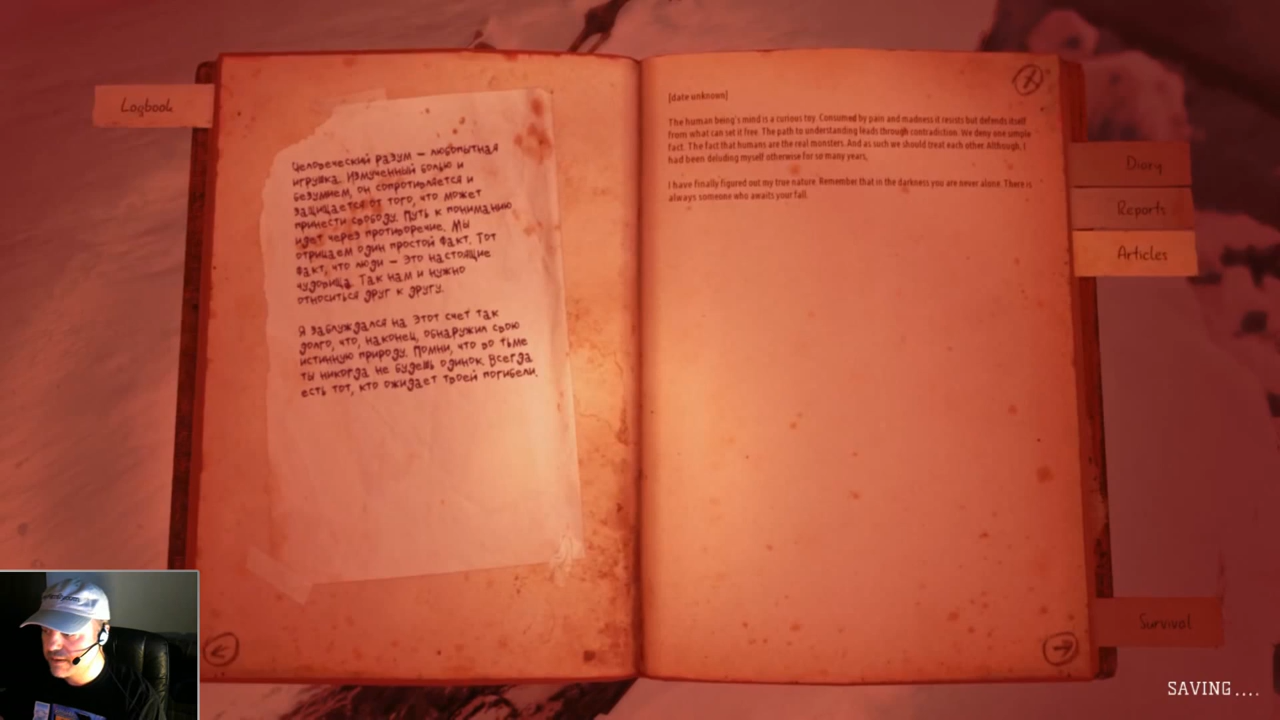 Logbook
Человеческий разум — любопытная
игрушка. Измученный болью и
безумием, он сопротивляется и
защищается от того, что может
принести свободу. Путь к пониманию
идет через противоречие. Мы
отрицаем один простой факт. Тот
факт, что люди — это настоящие
чудовища. Так нам и нужно
относиться друг к другу.
Я заблуждался на этот счет так
долго, что, наконец, обнаружил свою
истинную природу. Помни, что во тьме
ты никогда не будешь одинок. Всегда
есть тот, кто ожидает твоей погибели.
[date unknown]
The human being's mind is a curious toy. Consumed by pain and madness it resists but defends itself
from what can set it free. The path to understanding leads through contradiction. We deny one simple
fact. The fact that humans are the real monsters. And as such we should treat each other. Although, I
had been deluding myself otherwise for so many years,
I have finally figured out my true nature. Remember that in the darkness you are never alone. There is
always someone who awaits your fall.
Diary
Reports
Articles
Survival
SAVING....